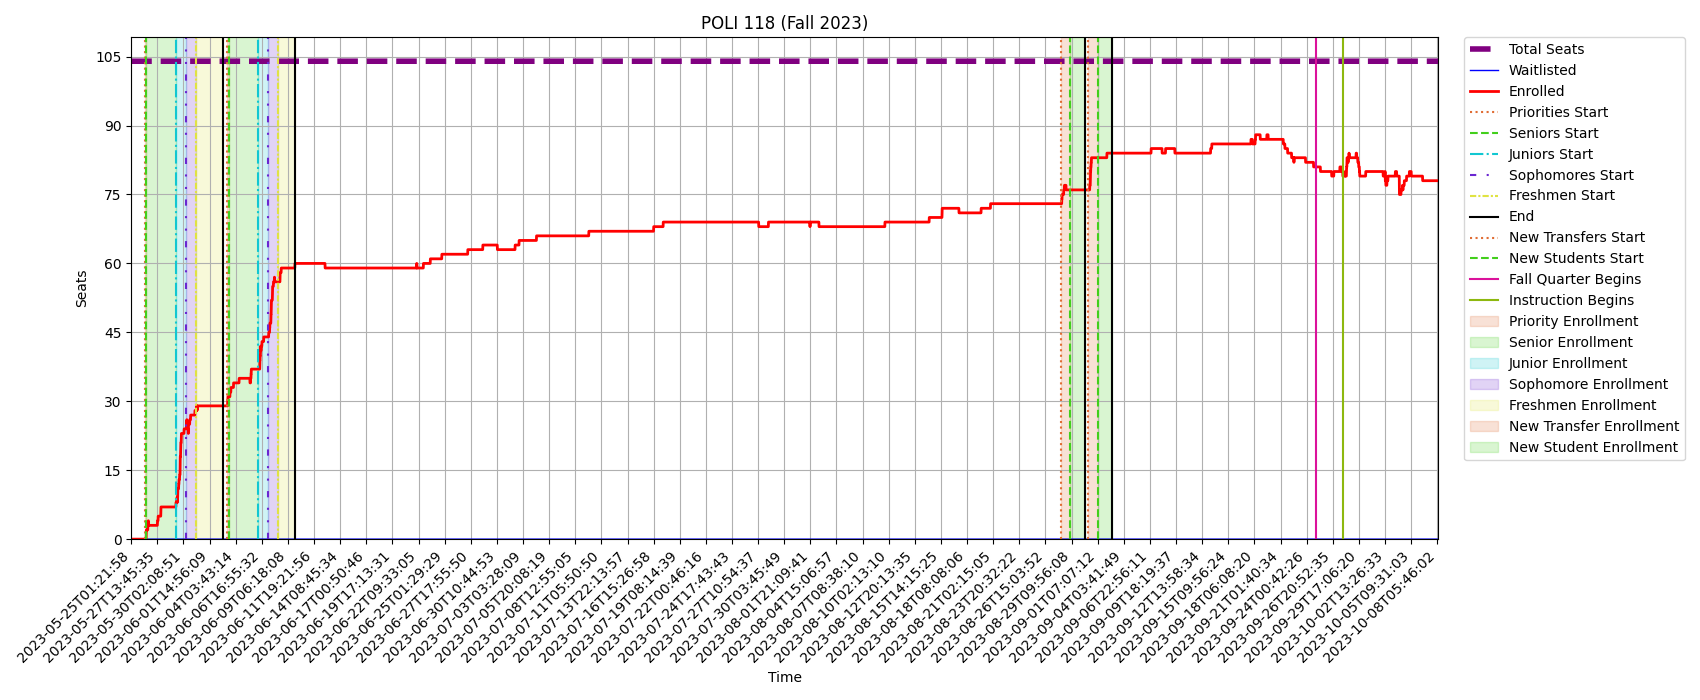 POLI 118 (Fall 2023)
105
90
75
60
45
30
15
0
Seats
2023-05-25T01:21:58
2023-05-27T13:45:35
2023-05-30T02:08:51
2023-06-01T14:56:09
2023-06-04T03:43:14
2023-06-06T16:55:32
2023-06-09T06:18:08
2023-06-11T19:21:56
2023-06-14T08:45:34
2023-06-17T00:50:46
2023-06-19T17:13:31
2023-06-22T09:33:05
2023-06-25T01:29:29
2023-06-27T17:55:50
2023-06-30T10:44:53
2023-07-03T03:28:09
2023-07-05T20:08:19
2023-07-08T12:55:05
2023-07-11T05:50:50
2023-07-13T22:13:57
2023-07-16T15:26:58
2023-07-19T08:14:39
2023-07-22T00:46:16
2023-07-24T17:43:43
2023-07-27T10:54:37
2023-07-30T03:45:49
2023-08-01T21:09:41
2023-08-04T15:06:57
2023-08-07T08:38:10
2023-08-10T02:13:10
2023-08-12T20:13:35
2023-08-15T14:15:25
2023-08-18T08:08:06
2023-08-21T02:15:05
2023-08-23T20:32:22
2023-08-26T15:03:52
2023-08-29T09:56:08
2023-09-01T07:07:12
2023-09-04T03:41:49
2023-09-06T22:56:11
2023-09-09T18:19:37
2023-09-12T13:58:34
2023-09-15T09:56:24
2023-09-18T06:08:20
2023-09-21T01:40:34
2023-09-24T00:42:26
2023-09-26T20:52:35
2023-09-29T17:06:20
2023-10-02T13:26:33
2023-10-05T09:31:03
2023-10-08T05:46:02
Time
Total Seats
Waitlisted
Enrolled
Priorities Start
Seniors Start
Juniors Start
Sophomores Start
Freshmen Start
End
New Transfers Start
New Students Start
Fall Quarter Begins
Instruction Begins
Priority Enrollment
Senior Enrollment
Junior Enrollment
Sophomore Enrollment
Freshmen Enrollment
New Transfer Enrollment
New Student Enrollment